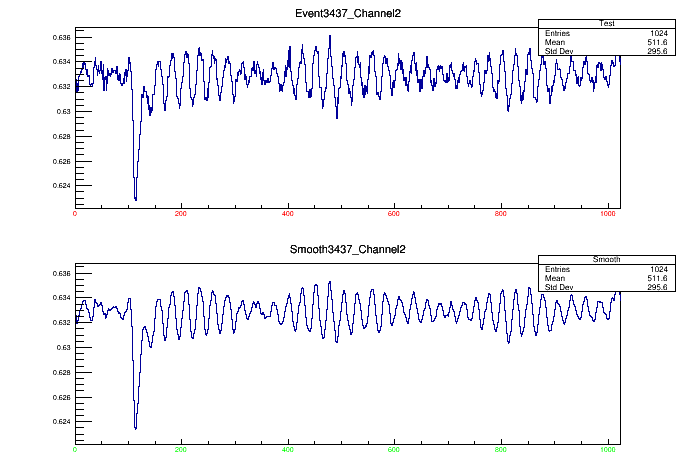 Event3437_Channel2
Test
Entries 1024
Mean 511.6
Std Dev 295.6
0.636
0.634
0.632
0.63
0.628
0.626
0.624
0 200 400 600 800 1000
Smooth3437_Channel2
Smooth
Entries 1024
Mean 511.6
Std Dev 295.6
0.636
0.634
0.632
0.63
0.628
0.626
0.624
0 200 400 600 800 1000